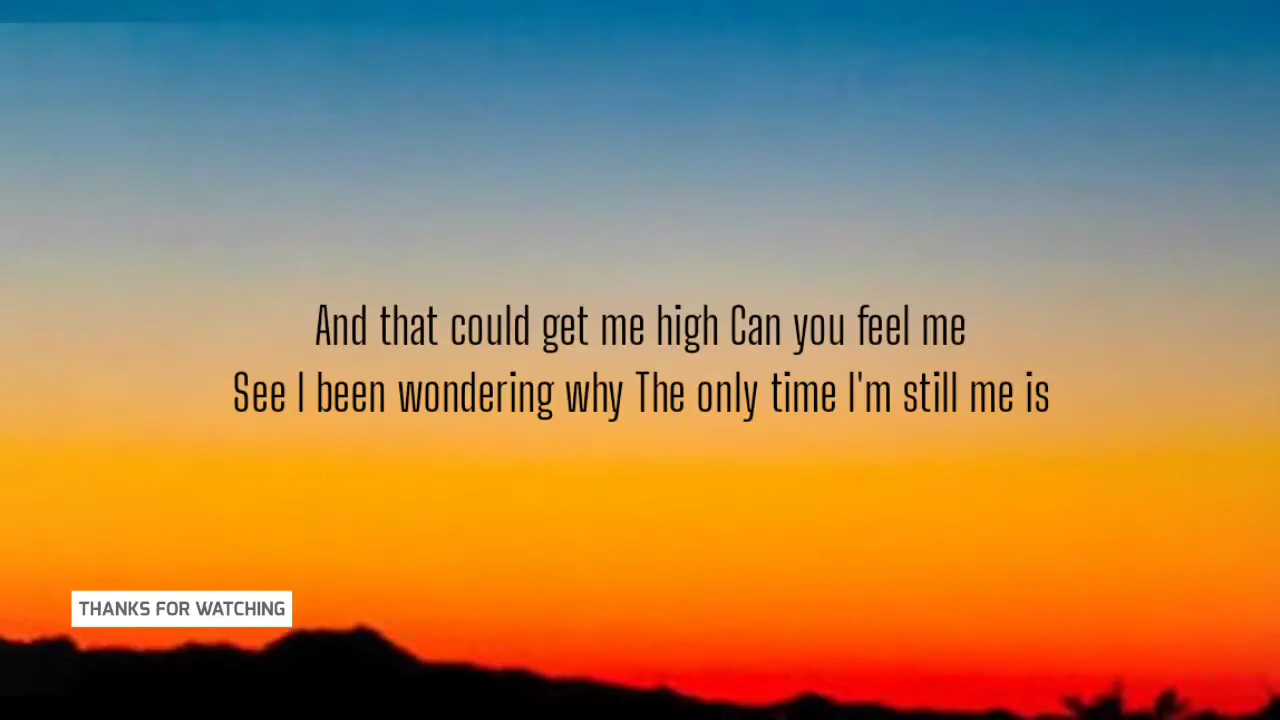 And that could get me high Can you feel me
See I been wondering why The only time I'm still me is
THANKS FOR WATCHING